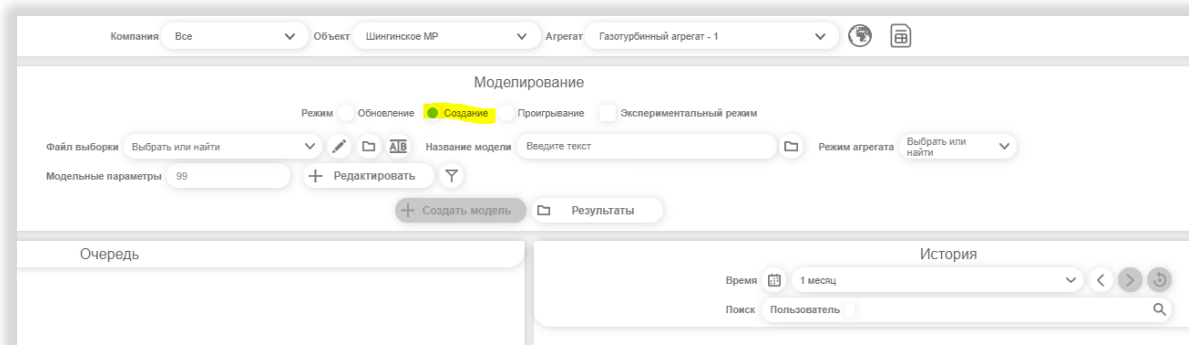 Компания Все Объект Шингинское МР Агрегат Газотурбинный агрегат - 1
Моделирование
Режим Обновление Создание Проигрывание Экспериментальный режим
Файл выборки Выбрать или найти A|B Название модели Введите текст Режим агрегата Выбрать или найти
Модельные параметры 99 Редактировать
Создать модель Результаты
Очередь История
Время 1 месяц
Поиск Пользователь